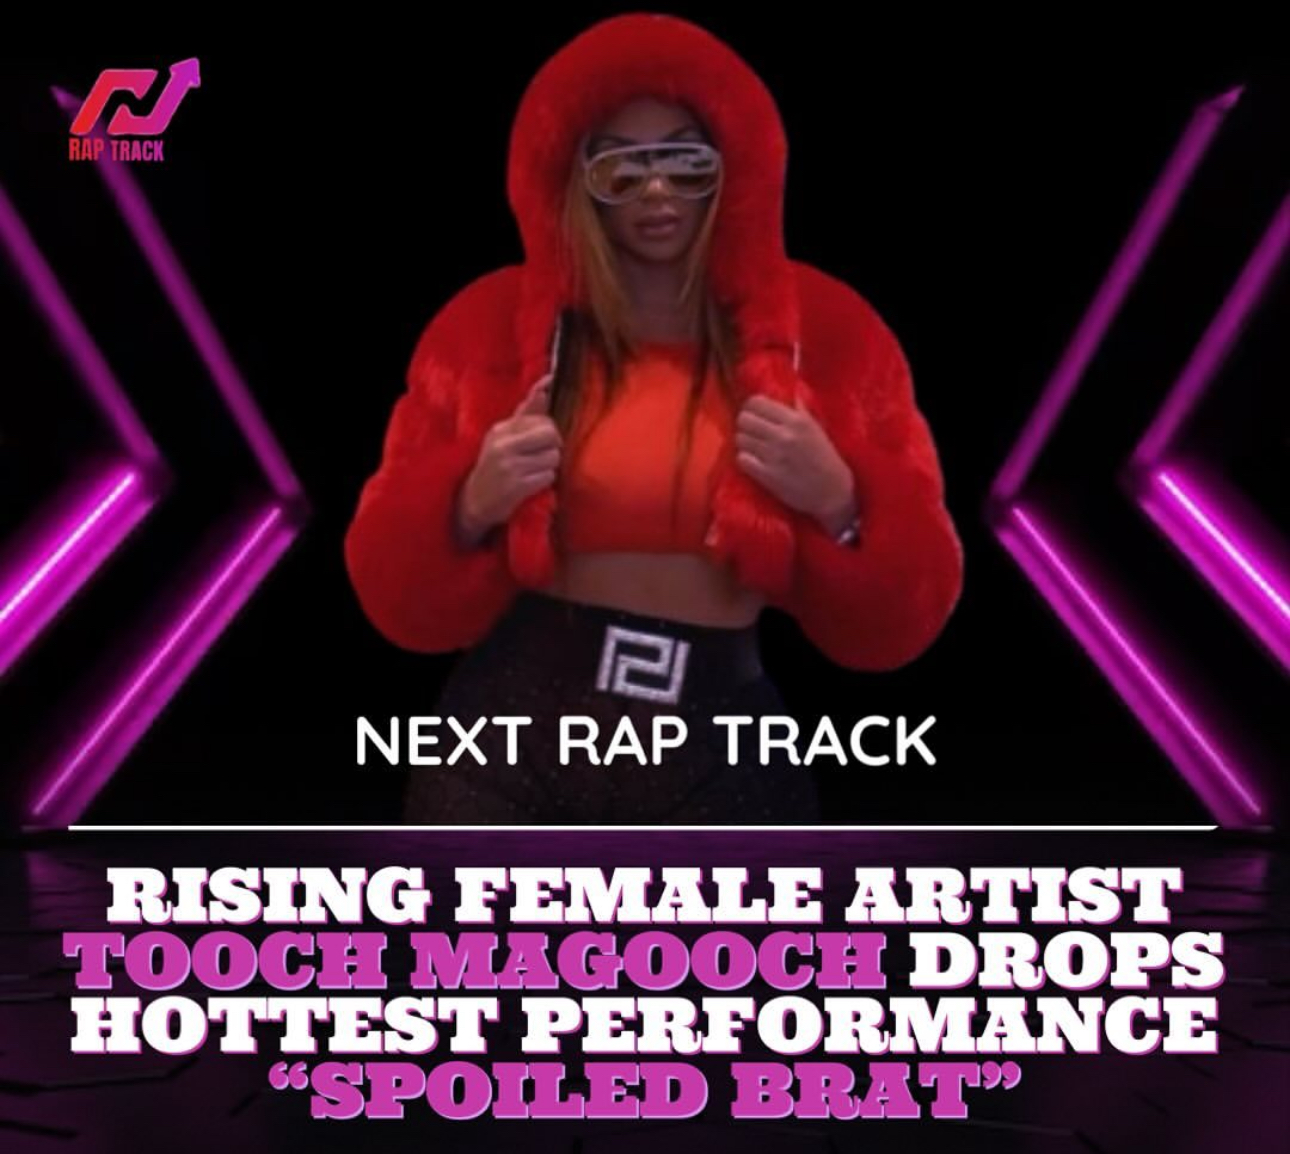 RAP TRACK
NEXT RAP TRACK
RISING FEMALE ARTIST
TOOCH MAGOOCH DROPS
HOTTEST PERFORMANCE
“SPOILED BRAT”